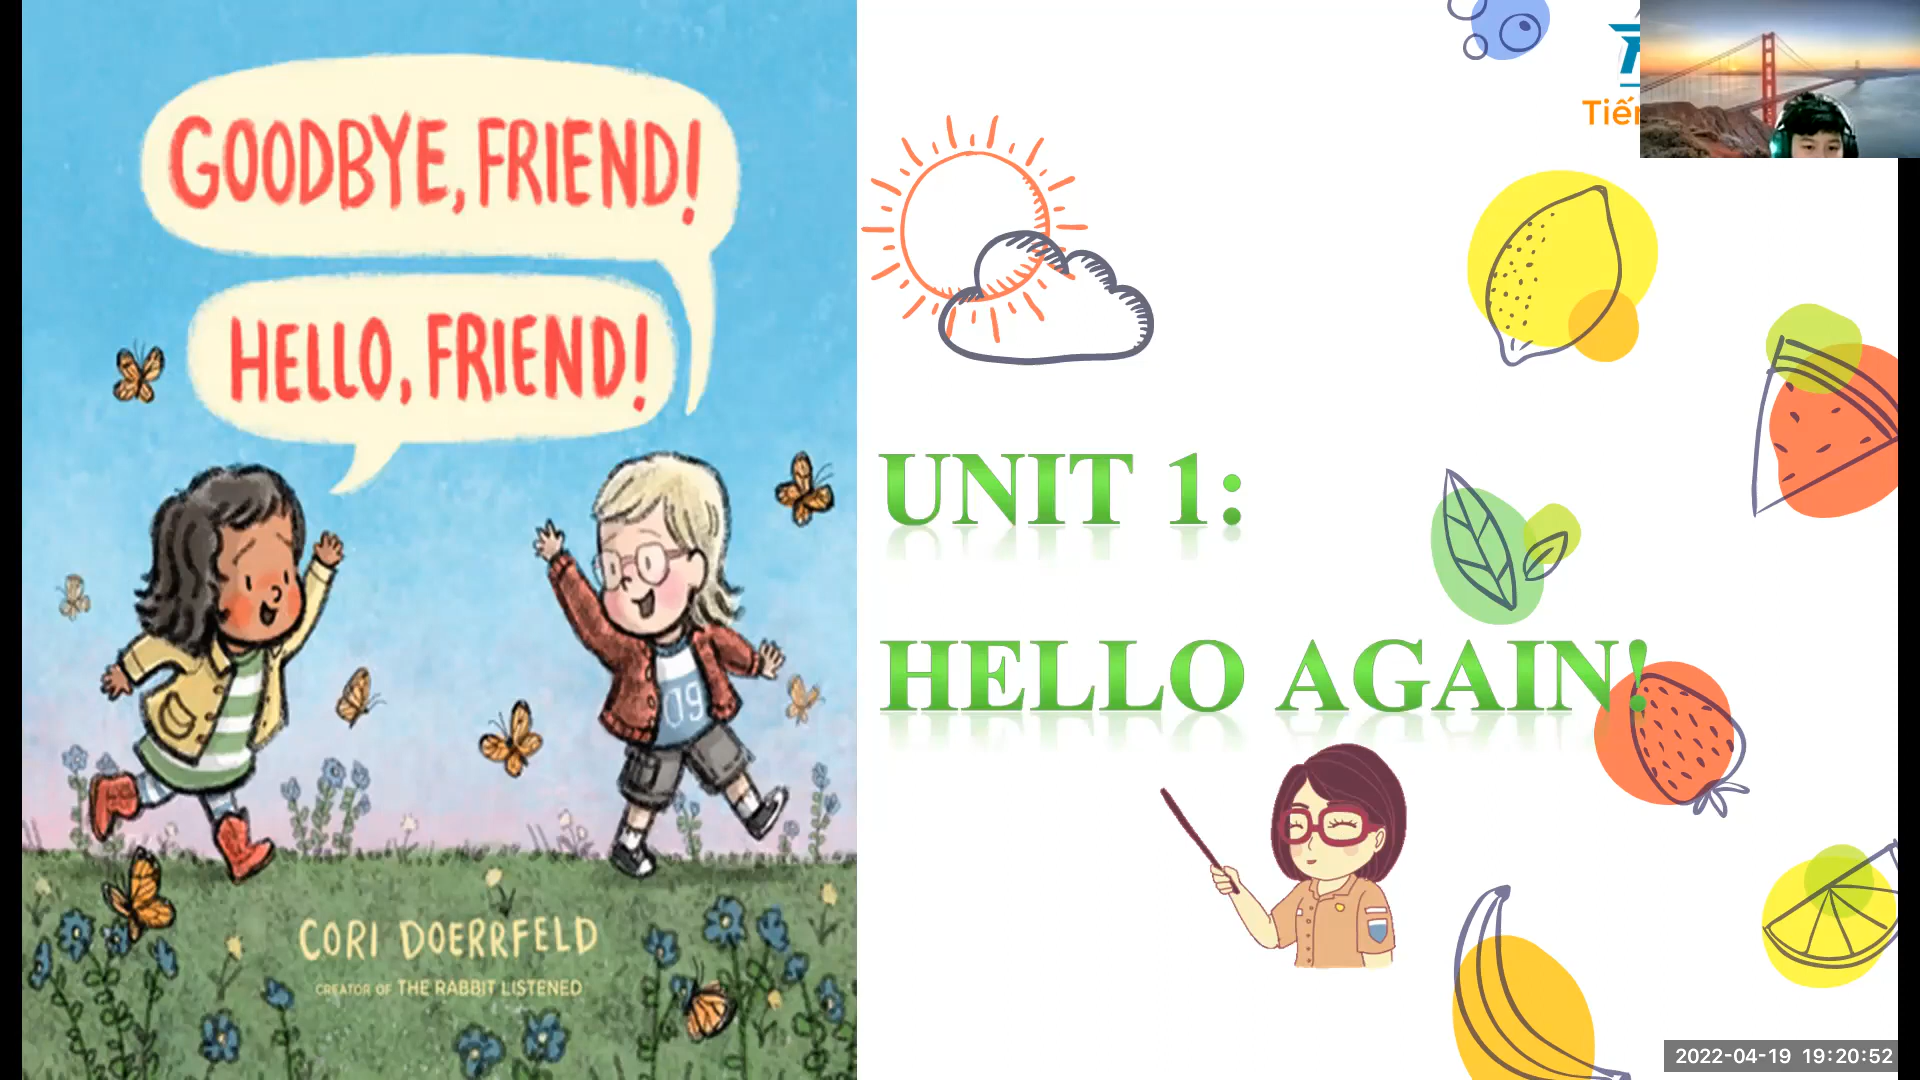 GOODBYE, FRIEND!
HELLO, FRIEND!
09
CORI DOERRFELD
CREATOR OF THE RABBIT LISTENED
UNIT 1:
HELLO AGAIN!
2022-04-19 19:20:52